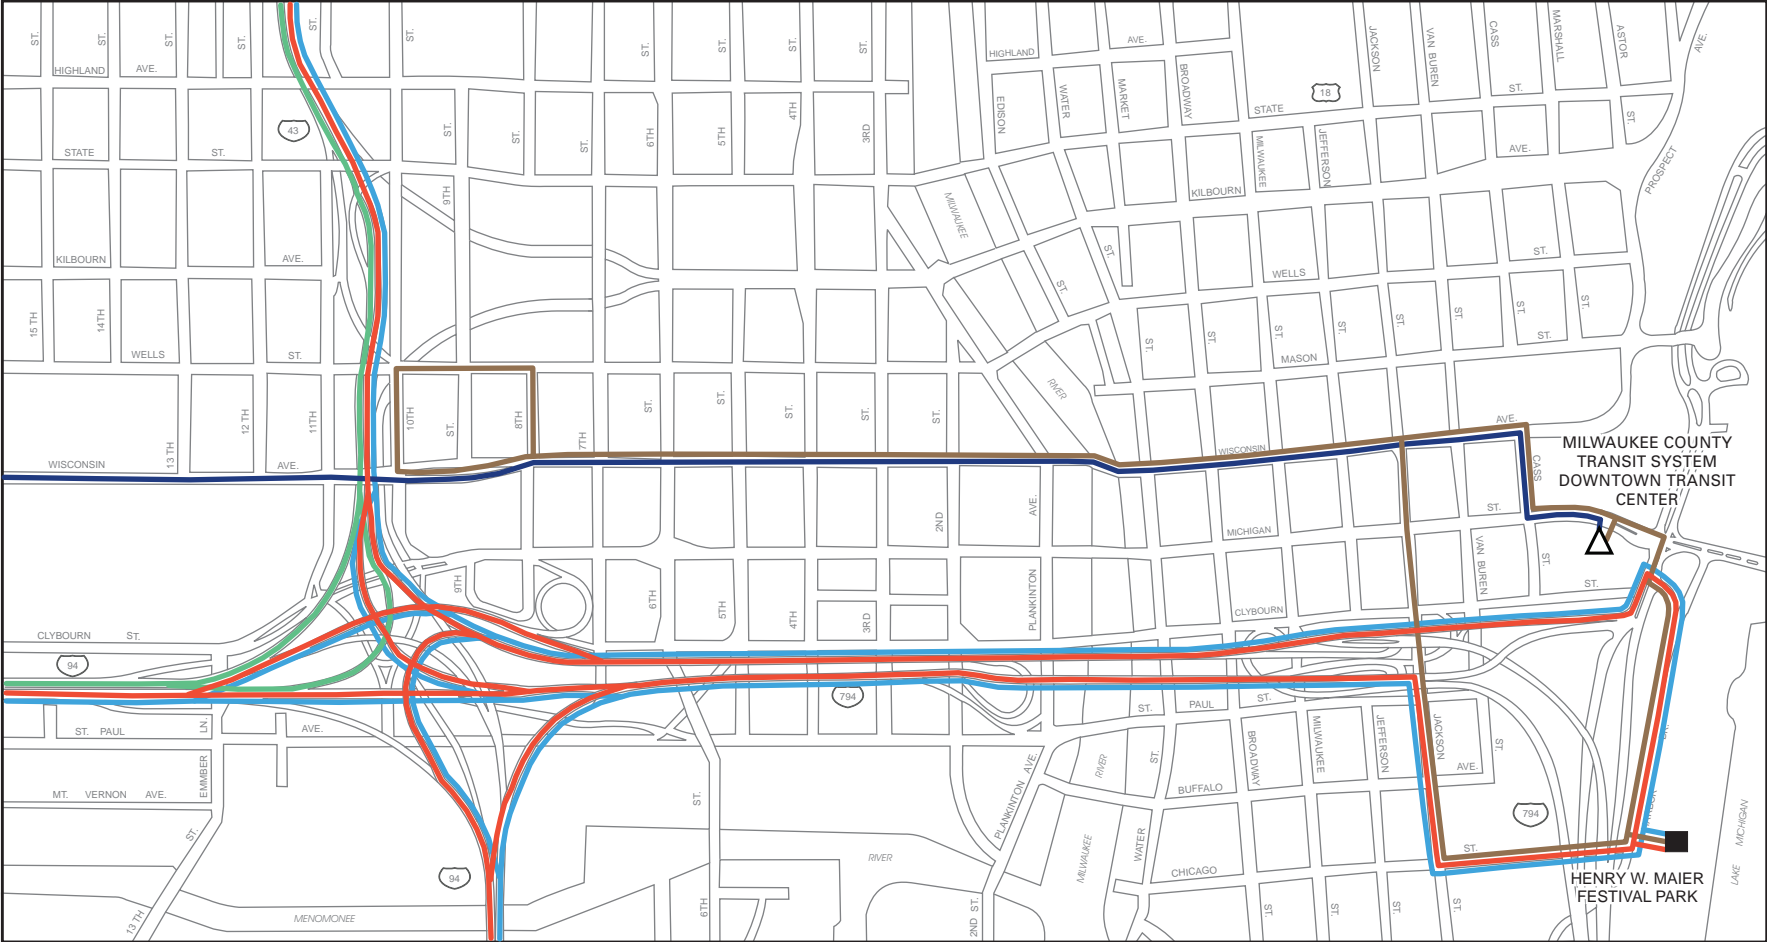 ST.
ST.
ST.
ST.
ST.
ST.
ST.
ST.
ST.
ST.
HIGHLAND
AVE.
JACKSON
VAN BUREN
CASS
MARSHALL
ASTOR
AVE.
HIGHLAND AVE.
43
STATE ST.
ST.
ST.
ST.
6TH
5TH
4TH
3RD
EDISON
WATER
MARKET
BROADWAY
18
STATE
ST.
ST.
MILWAUKEE
JEFFERSON
AVE.
PROSPECT
9TH
KILBOURN
MILWAUKEE
KILBOURN AVE.
ST.
ST.
WELLS
ST.
15 TH
14TH
ST.
ST.
ST.
ST.
ST.
ST.
ST.
ST.
ST.
ST.
WELLS ST.
MASON
RIVER
12 TH
11TH
10TH
ST.
8TH
7TH
ST.
ST.
ST.
ST.
ST.
13 TH
WISCONSIN AVE.
WISCONSIN
AVE.
CASS
MILWAUKEE COUNTY
TRANSIT SYSTEM
DOWNTOWN TRANSIT
CENTER
2ND
AVE.
MICHIGAN
ST.
VAN BUREN
ST.
ST.
9TH
6TH
5TH
4TH
3RD
PLANKINTON
CLYBOURN
CLYBOURN ST.
94
794
ST.
PAUL
ST.
ST. PAUL
LN.
AVE.
BROADWAY
MILWAUKEE
JEFFERSON
JACKSON
ST.
AVE.
EMMBER
MT. VERNON AVE.
ST.
ST.
PLANKINTON AVE.
RIVER
ST.
BUFFALO
794
MILWAUKEE
WATER
ST.
RIVER
CHICAGO
94
HENRY W. MAIER
FESTIVAL PARK
LAKE MICHIGAN
13 TH
MENOMONEE
6TH
2ND ST.
ST.
ST.
ST.
ST.